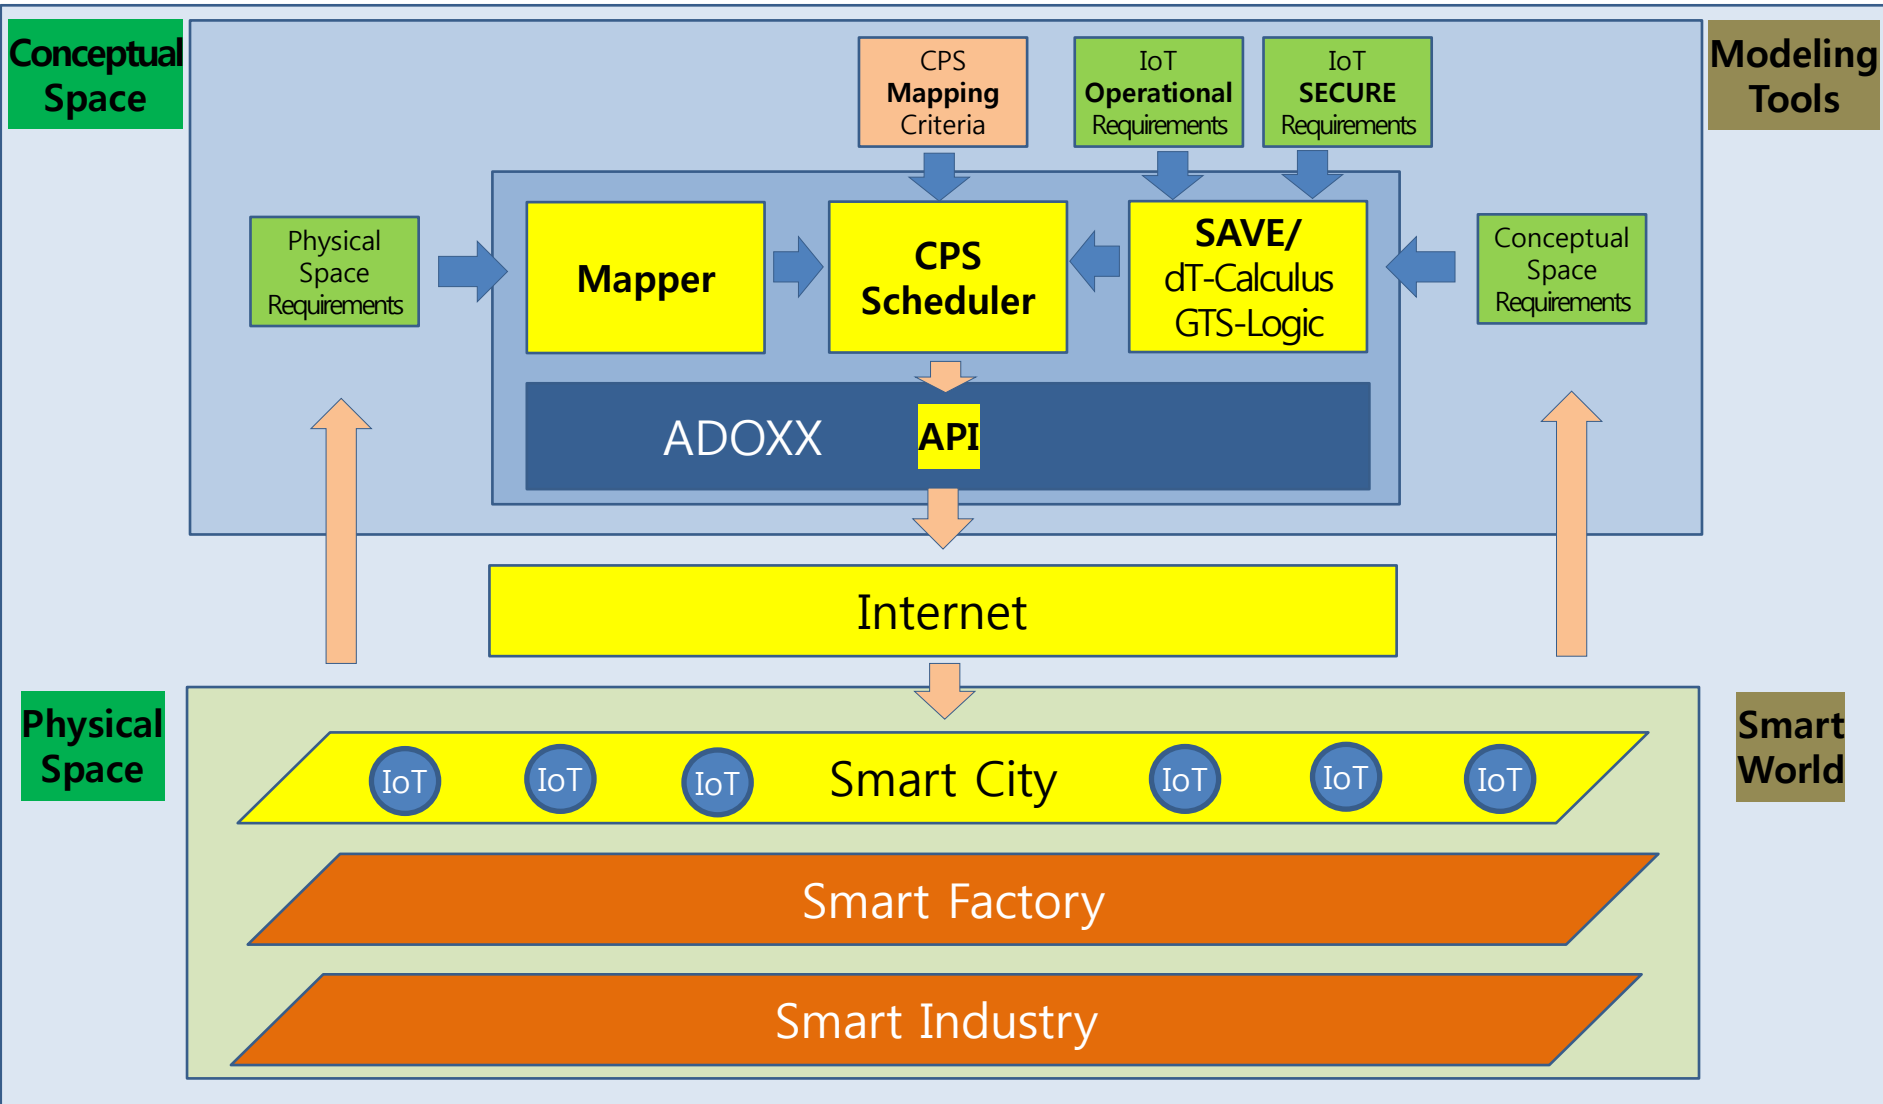 Conceptual
Space
CPS
Mapping
Criteria
IoT
Operational
Requirements
IoT
SECURE
Requirements
Modeling
Tools
Physical
Space
Requirements
Mapper
CPS
Scheduler
SAVE/
dT-Calculus
GTS-Logic
Conceptual
Space
Requirements
ADOXX
API
Internet
Physical
Space
Smart
World
IoT
IoT
IoT
Smart City
IoT
IoT
IoT
Smart Factory
Smart Industry